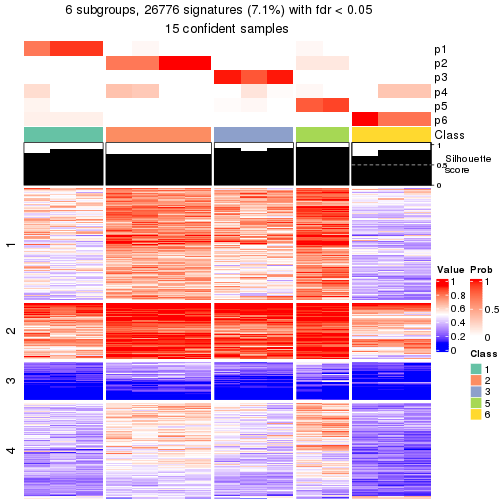 6 subgroups, 26776 signatures (7.1%) with fdr < 0.05
15 confident samples
p1
p2
p3
p4
p5
p6
Class
1
0.5
0
Silhouette
score
1
2
3
4
Value Prob
1 1
0.8
0.6 0.5
0.4
0.2
0 0
Class
1
2
3
5
6